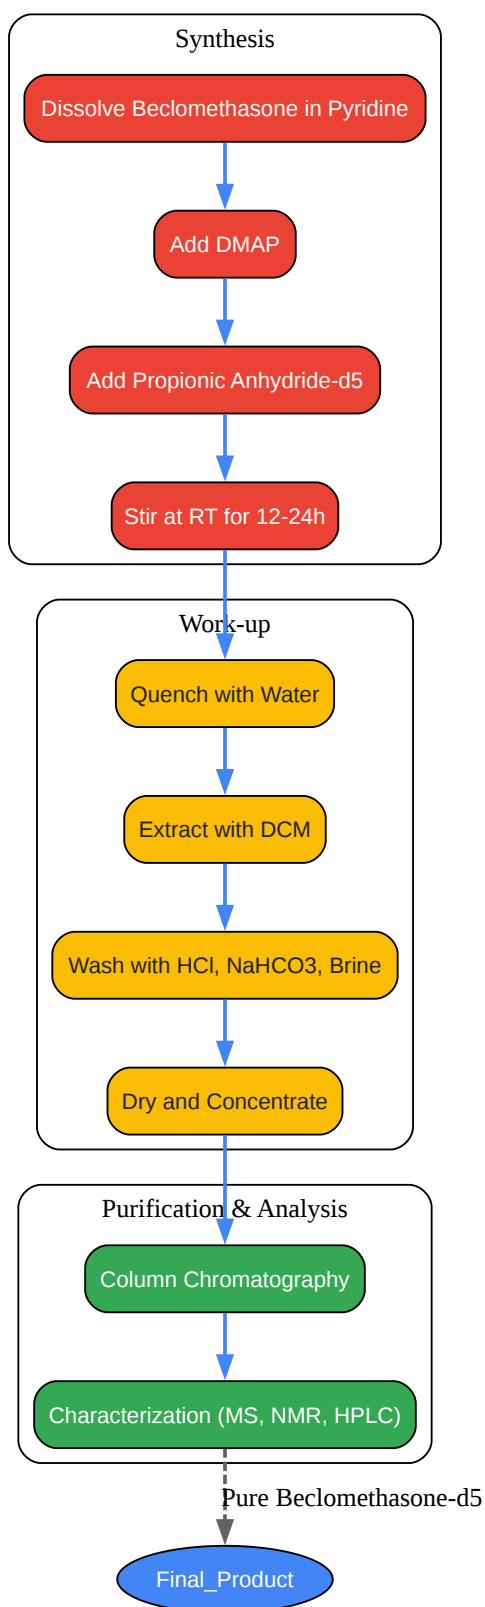 Synthesis
Dissolve Beclomethasone in Pyridine
Add DMAP
Add Propionic Anhydride-d5
Stir at RT for 12-24h
Work-up
Quench with Water
Extract with DCM
Wash with HCl, NaHCO3, Brine
Dry and Concentrate
Purification & Analysis
Column Chromatography
Characterization (MS, NMR, HPLC)
Pure Beclomethasone-d5
Final_Product